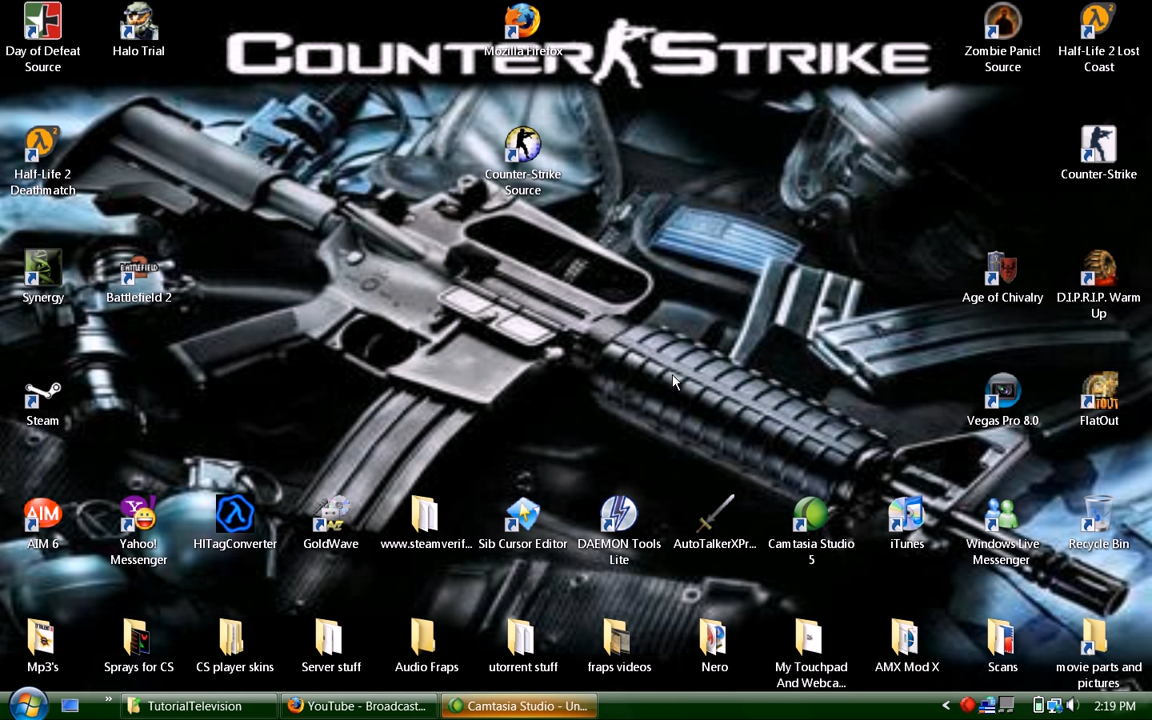 COUNTER STRIKE
Day of Defeat
Source
Halo Trial
Mozilla Firefox
Zombie Panic!
Source
Half-Life 2 Lost
Coast
Half-Life 2
Deathmatch
Counter-Strike
Source
Counter-Strike
Synergy
BATTLEFIELD
Battlefield 2
Age of Chivalry
D.I.P.R.I.P. Warm
Up
Steam
Vegas Pro 8.0
FlatOut
AIM
AIM 6
Yahoo!
Messenger
HlTagConverter
GoldWave
www.steamverif...
Sib Cursor Editor
DAEMON Tools
Lite
AutoTalkerXPr...
Camtasia Studio
5
iTunes
Windows Live
Messenger
Recycle Bin
Mp3's
Sprays for CS
CS player skins
Server stuff
Audio Fraps
utorrent stuff
fraps videos
Nero
My Touchpad
And Webca...
AMX Mod X
Scans
movie parts and
pictures
TutorialTelevision
YouTube - Broadcast...
Camtasia Studio - Un...
2:19 PM